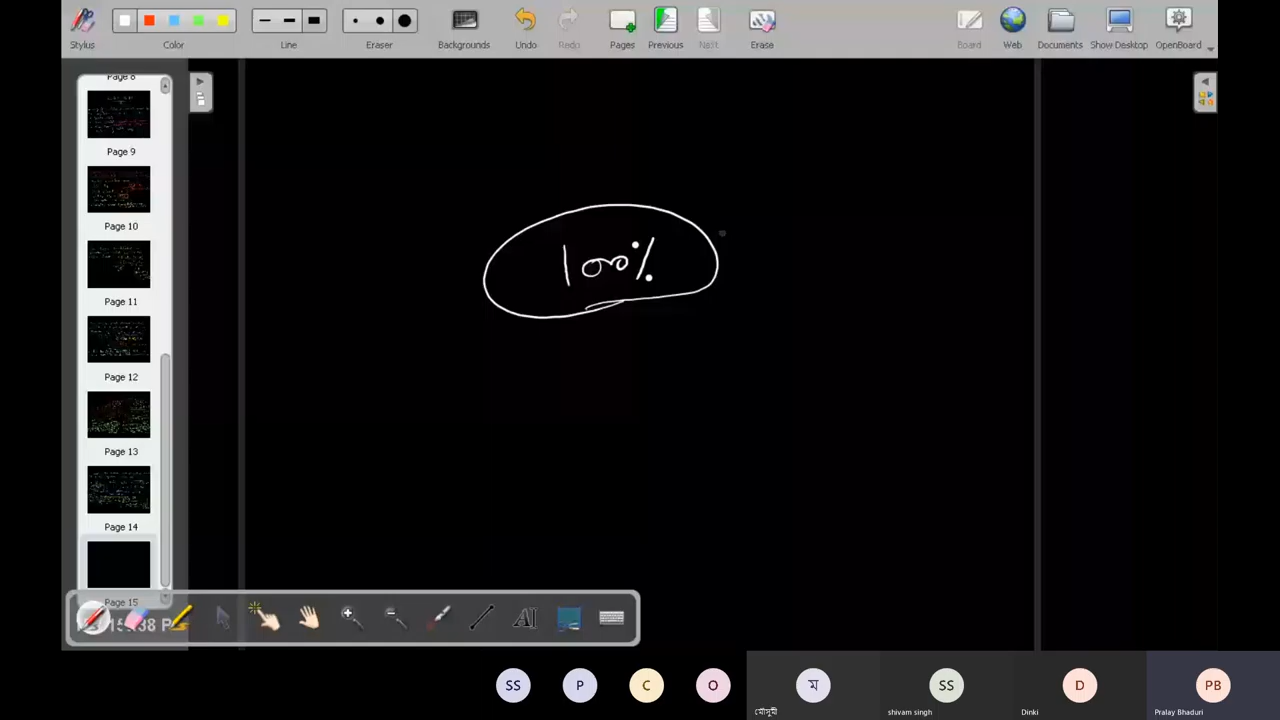 Stylus
Color
Line
Eraser
Backgrounds
Undo
Redo
Pages
Previous
Next
Erase
Board
Web
Documents
Show Desktop
OpenBoard
Page 8
Page 9
Page 10
Page 11
Page 12
Page 13
Page 14
Page 15
100%
SS
P
C
O
ম
মৌসুমী
SS
shivam singh
D
Dinki
PB
Pralay Bhaduri